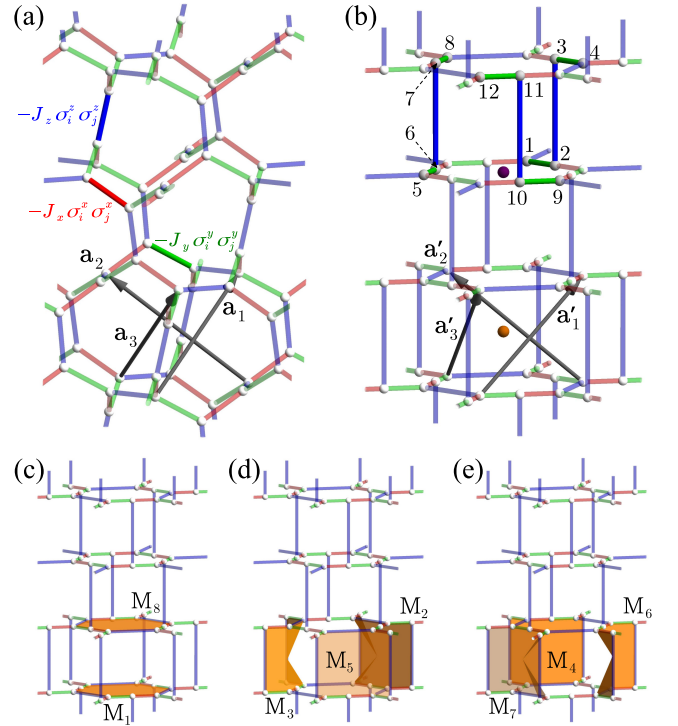 (a)
−J_z σ_i^z σ_j^z
−J_x σ_i^x σ_j^x
−J_y σ_i^y σ_j^y
a_2
a_1
a_3
(b)
8
3
4
7
12
11
6
1
2
5
10
9
a′_2
a′_1
a′_3
(c)
M_8
M_1
(d)
M_2
M_5
M_3
(e)
M_6
M_4
M_7